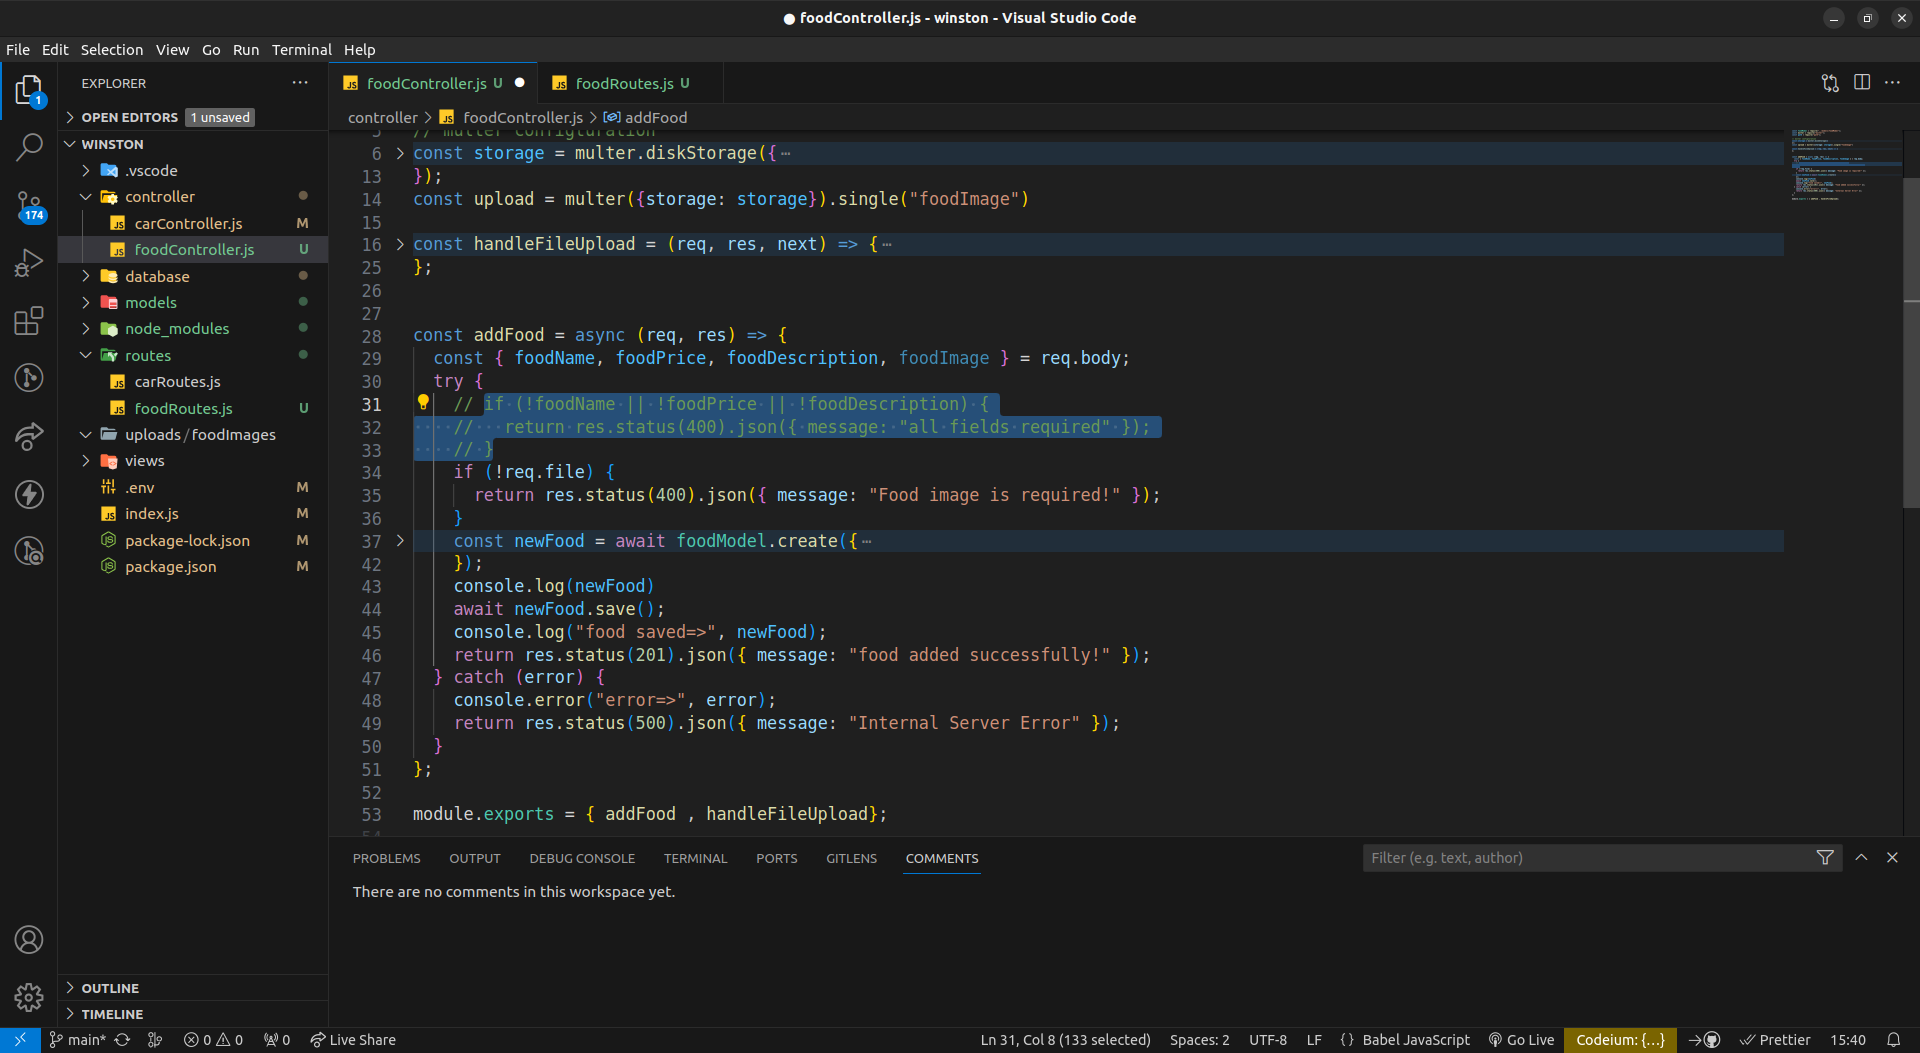 foodController.js - winston - Visual Studio Code
File Edit Selection View Go Run Terminal Help
EXPLORER
OPEN EDITORS 1 unsaved
WINSTON
.vscode
controller
carController.js M
foodController.js U
database
models
node_modules
routes
carRoutes.js
foodRoutes.js U
uploads/foodImages
views
.env M
index.js M
package-lock.json M
package.json M
OUTLINE
TIMELINE
1
174
foodController.js U
foodRoutes.js U
controller > foodController.js > addFood
5 // multer configturation
6 const storage = multer.diskStorage({ ⋯
13 });
14 const upload = multer({storage: storage}).single("foodImage")
15
16 const handleFileUpload = (req, res, next) => { ⋯
25 };
26
27
28 const addFood = async (req, res) => {
29 const { foodName, foodPrice, foodDescription, foodImage } = req.body;
30 try {
31 // if (!foodName || !foodPrice || !foodDescription) {
32 // return res.status(400).json({ message: "all fields required" });
33 // }
34 if (!req.file) {
35 return res.status(400).json({ message: "Food image is required!" });
36 }
37 const newFood = await foodModel.create({ ⋯
42 });
43 console.log(newFood)
44 await newFood.save();
45 console.log("food saved=>", newFood);
46 return res.status(201).json({ message: "food added successfully!" });
47 } catch (error) {
48 console.error("error=>", error);
49 return res.status(500).json({ message: "Internal Server Error" });
50 }
51 };
52
53 module.exports = { addFood , handleFileUpload};
54
PROBLEMS OUTPUT DEBUG CONSOLE TERMINAL PORTS GITLENS COMMENTS
Filter (e.g. text, author)
There are no comments in this workspace yet.
main* 0 0 0 Live Share Ln 31, Col 8 (133 selected) Spaces: 2 UTF-8 LF {} Babel JavaScript Go Live Codeium: {...} Prettier 15:40